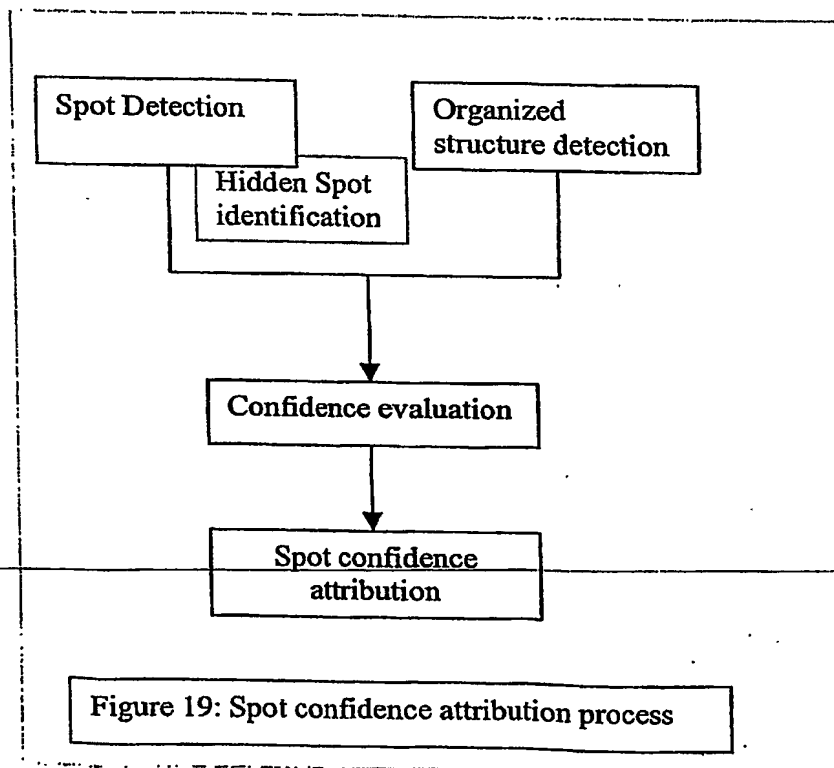 Spot Detection
Organized
structure detection
Hidden Spot
identification
Confidence evaluation
Spot confidence
attribution
Figure 19: Spot confidence attribution process